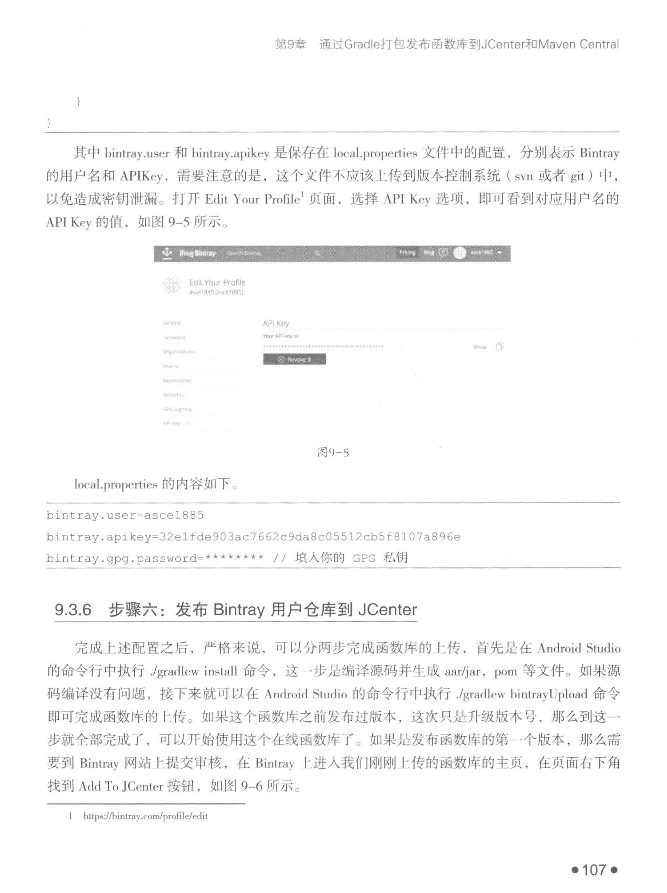 第9章 通过Gradle打包发布函数库到JCenter和Maven Central
}
}
其中 bintray.user 和 bintray.apikey 是保存在 local.properties 文件中的配置，分别表示 Bintray
的用户名和 APIKey，需要注意的是，这个文件不应该上传到版本控制系统（svn 或者 git）中，
以免造成密钥泄漏。打开 Edit Your Profile1 页面，选择 API Key 选项，即可看到对应用户名的
API Key 的值，如图 9-5 所示。
JFrog Bintray Search Bintray Pricing Blog asce1885
Edit Your Profile
asce1885 (asce1885)
General
API Key
Your API Key is:
Organizations
Show
Revoke It
Teams
Repositories
Accounts
GPG Signing
API Key
图9-5
local.properties 的内容如下。
bintray.user=asce1885
bintray.apikey=32e1fde903ac7662c9da8c05512cb5f8107a896e
bintray.gpg.password=******** // 填入你的 GPG 私钥
9.3.6 步骤六：发布 Bintray 用户仓库到 JCenter
完成上述配置之后，严格来说，可以分两步完成函数库的上传，首先是在 Android Studio
的命令行中执行 ./gradlew install 命令，这一步是编译源码并生成 aar/jar，pom 等文件。如果源
码编译没有问题，接下来就可以在 Android Studio 的命令行中执行 ./gradlew bintrayUpload 命令
即可完成函数库的上传。如果这个函数库之前发布过版本，这次只是升级版本号，那么到这一
步就全部完成了，可以开始使用这个在线函数库了。如果是发布函数库的第一个版本，那么需
要到 Bintray 网站上提交审核，在 Bintray 上进入我们刚刚上传的函数库的主页，在页面右下角
找到 Add To JCenter 按钮，如图 9-6 所示。
1 https://bintray.com/profile/edit
●107●